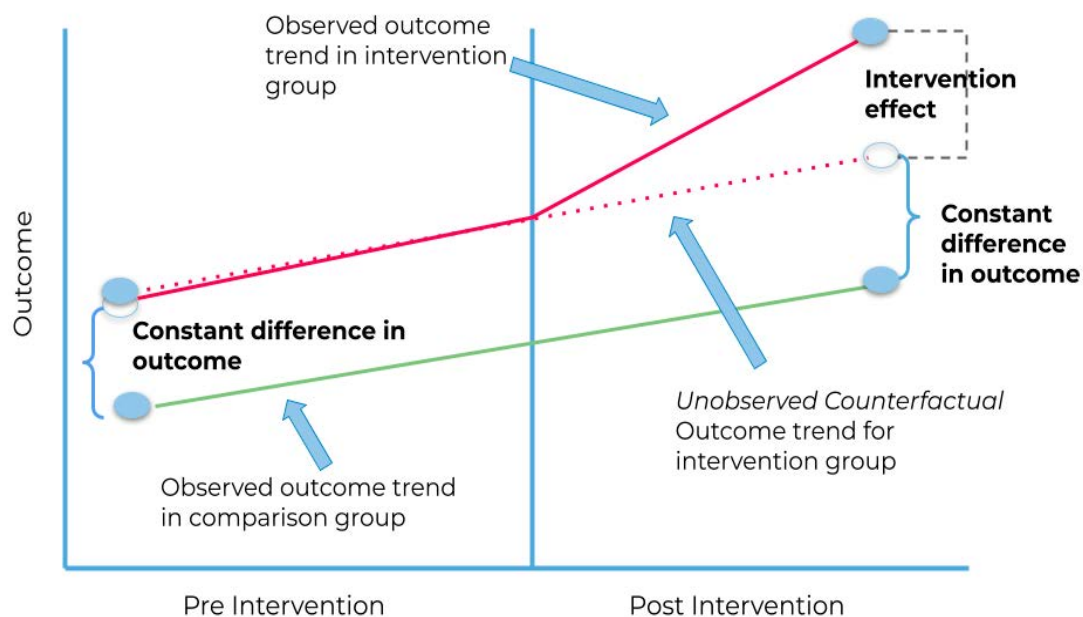 Observed outcome
trend in intervention
group
Intervention
effect
Constant
difference
in outcome
Outcome
Constant difference in
outcome
Unobserved Counterfactual
Outcome trend for
intervention group
Observed outcome trend
in comparison group
Pre Intervention
Post Intervention